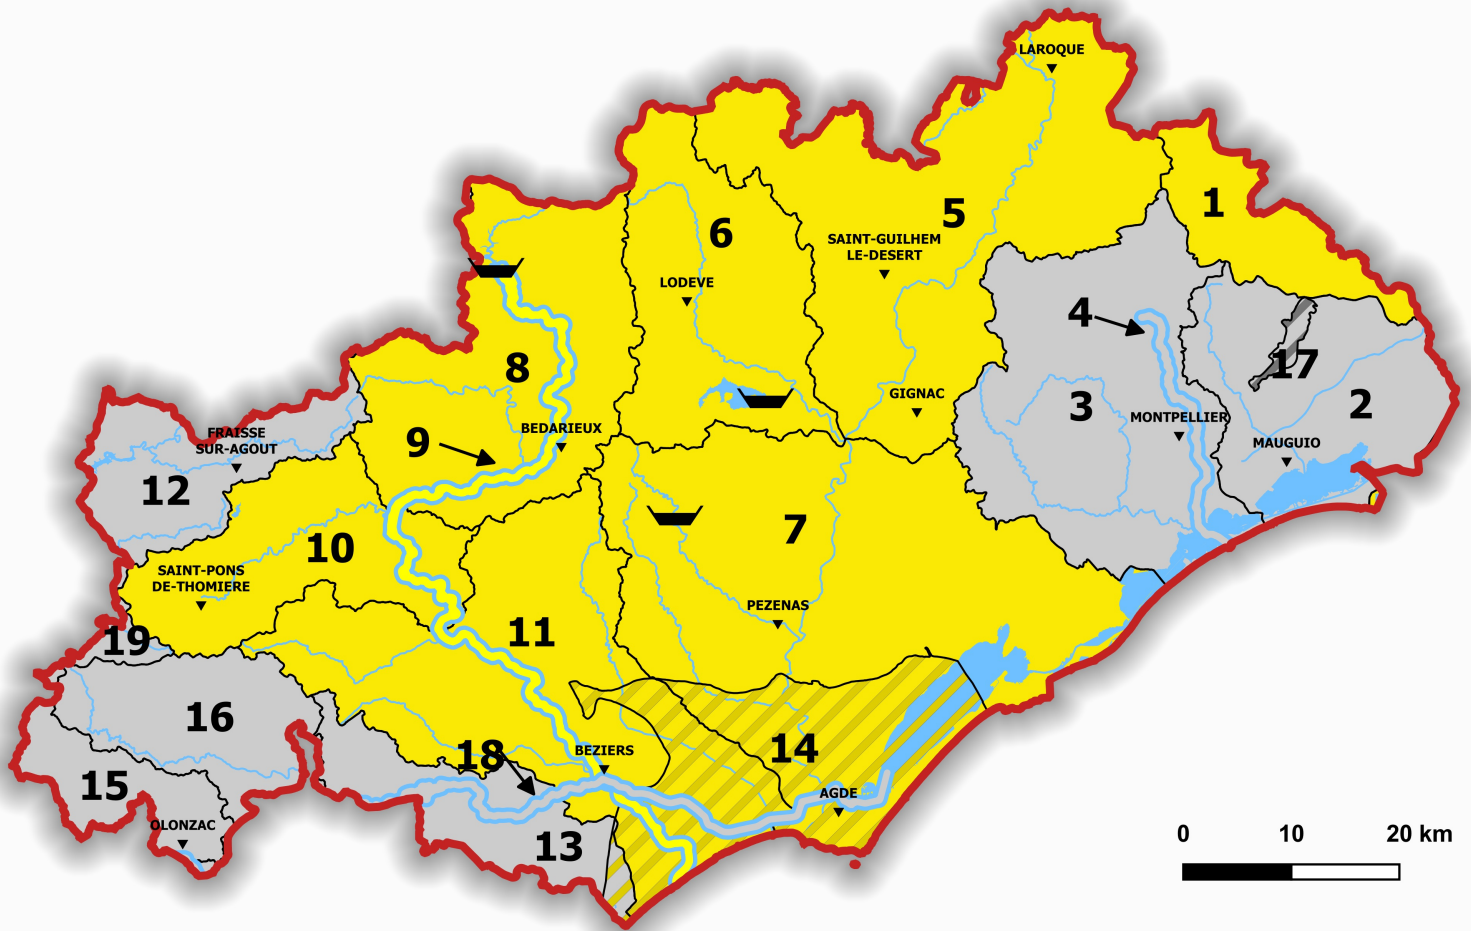 LAROQUE
1
5
6
SAINT-GUILHEM
LE-DESERT
LODEVE
4
17
8
GIGNAC
3
2
MONTPELLIER
BEDARIEUX
9
FRAISSE
SUR-AGOUT
MAUGUIO
12
7
10
SAINT-PONS
DE-THOMIERE
PEZENAS
11
19
16
14
18
BEZIERS
15
AGDE
OLONZAC
13
0 10 20 km